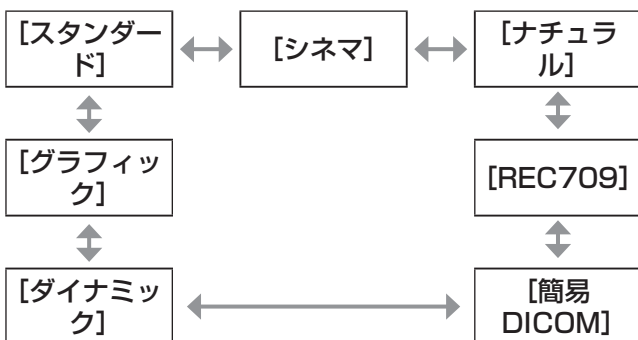 [スタンダー
ド]
[シネマ]
[ナチュラ
ル]
[グラフィッ
ク]
[REC709]
[ダイナミッ
ク]
[簡易
DICOM]